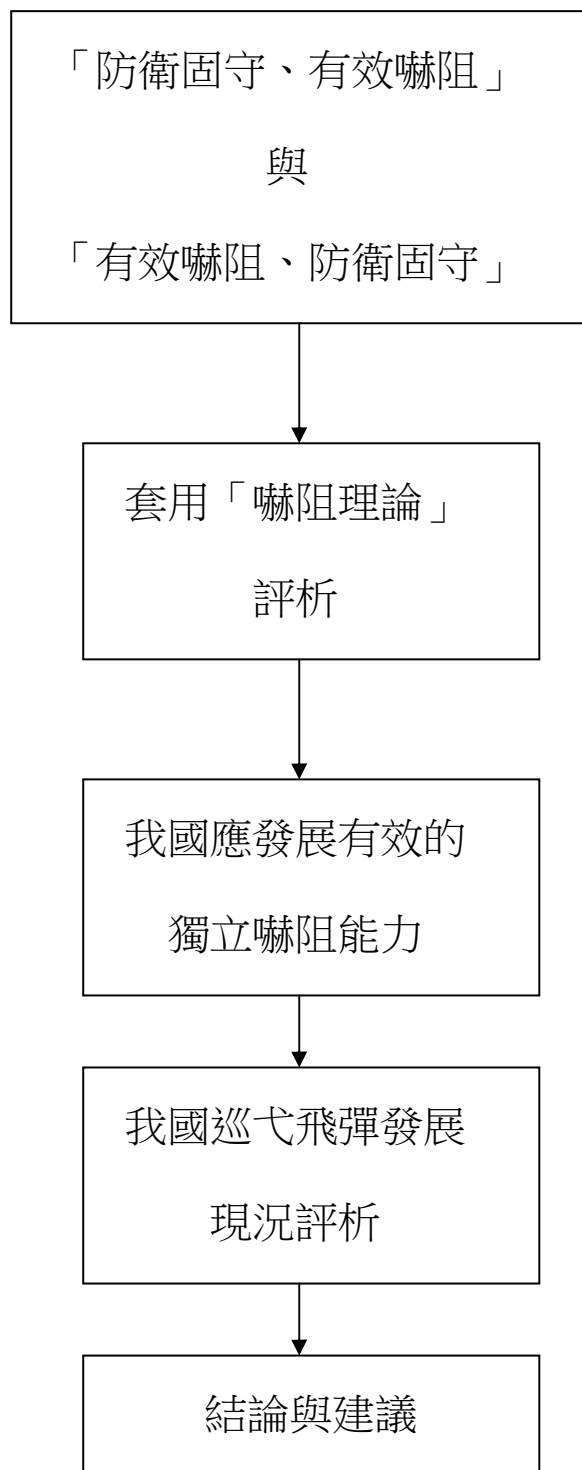 「防衛固守、有效嚇阻」
與
「有效嚇阻、防衛固守」
套用「嚇阻理論」
評析
我國應發展有效的
獨立嚇阻能力
我國巡弋飛彈發展
現況評析
結論與建議